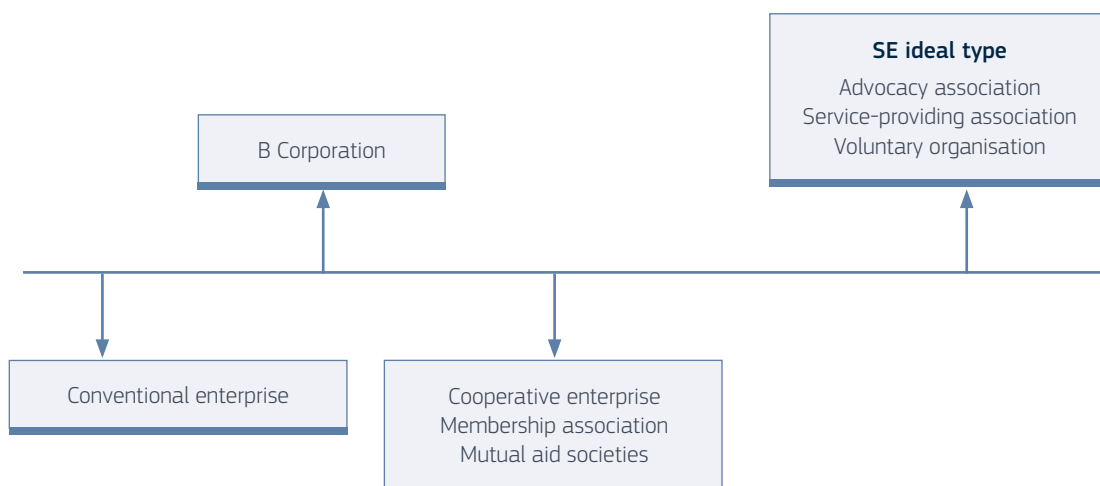 SE ideal type
Advocacy association
Service-providing association
Voluntary organisation
B Corporation
Conventional enterprise
Cooperative enterprise
Membership association
Mutual aid societies